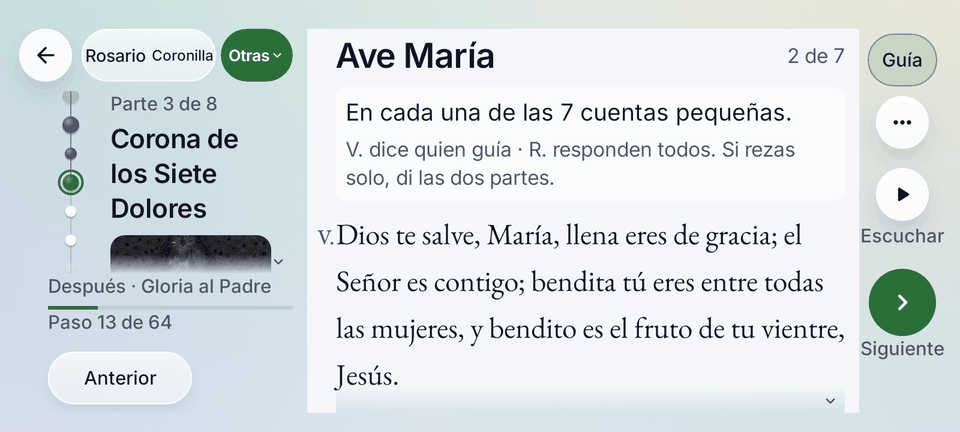 Rosario
Coronilla
Otras
Parte 3 de 8
Corona de
los Siete
Dolores
Después · Gloria al Padre
Paso 13 de 64
Anterior
Ave María
2 de 7
En cada una de las 7 cuentas pequeñas.
V. dice quien guía · R. responden todos. Si rezas
solo, di las dos partes.
V. Dios te salve, María, llena eres de gracia; el
Señor es contigo; bendita tú eres entre todas
las mujeres, y bendito es el fruto de tu vientre,
Jesús.
Guía
Escuchar
Siguiente